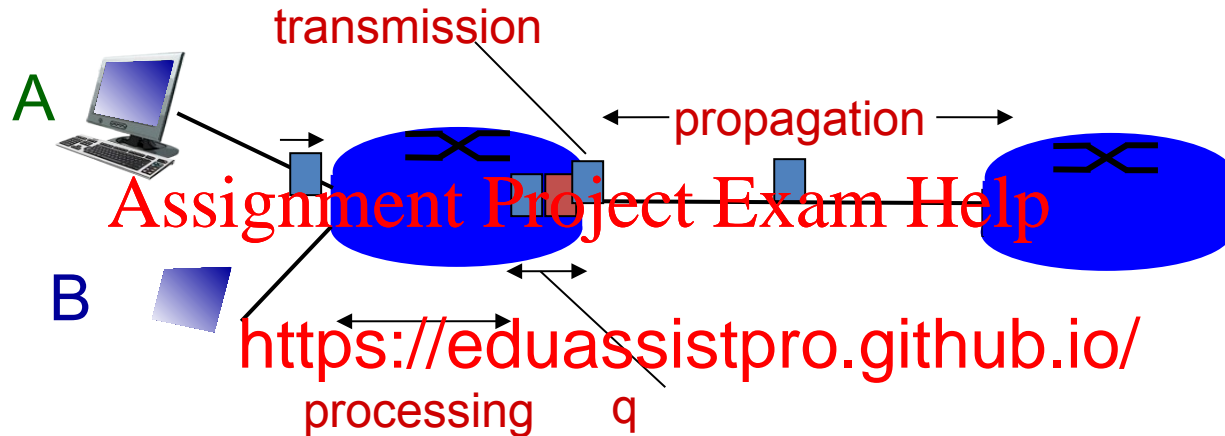 transmission
A
propagation
Assignment Project Exam Help
B
https://eduassistpro.github.io/
processing
q